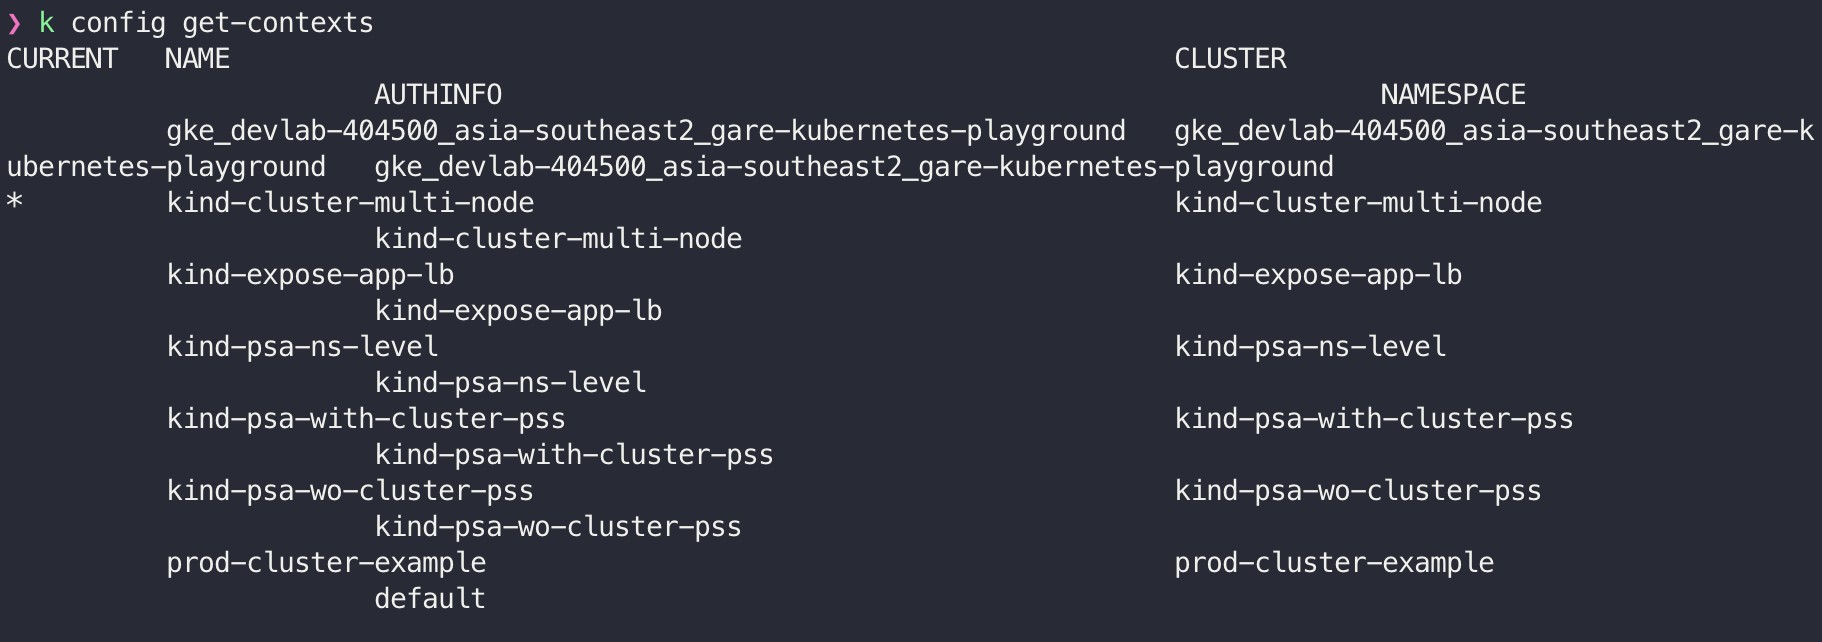 ❯ k config get-contexts
CURRENT   NAME                                                           CLUSTER
                       AUTHINFO                                                       NAMESPACE
          gke_devlab-404500_asia-southeast2_gare-kubernetes-playground   gke_devlab-404500_asia-southeast2_gare-k
ubernetes-playground   gke_devlab-404500_asia-southeast2_gare-kubernetes-playground
*         kind-cluster-multi-node                                        kind-cluster-multi-node
                       kind-cluster-multi-node
          kind-expose-app-lb                                             kind-expose-app-lb
                       kind-expose-app-lb
          kind-psa-ns-level                                              kind-psa-ns-level
                       kind-psa-ns-level
          kind-psa-with-cluster-pss                                      kind-psa-with-cluster-pss
                       kind-psa-with-cluster-pss
          kind-psa-wo-cluster-pss                                        kind-psa-wo-cluster-pss
                       kind-psa-wo-cluster-pss
          prod-cluster-example                                           prod-cluster-example
                       default